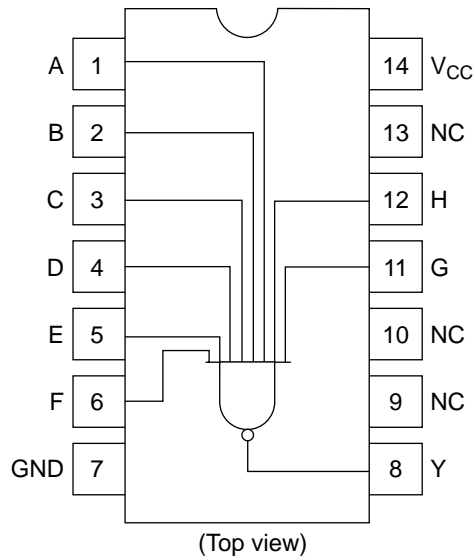 A 1 14 VCC
B 2 13 NC
C 3 12 H
D 4 11 G
E 5 10 NC
F 6 9 NC
GND 7 8 Y
(Top view)